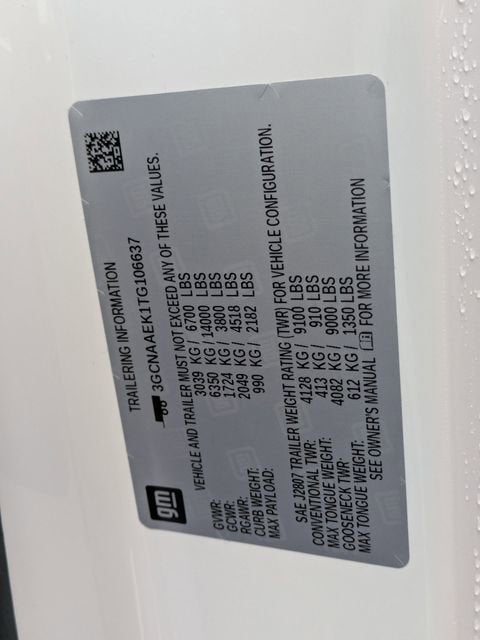 gm
TRAILERING INFORMATION
3GCNAAEK1TG106637
VEHICLE AND TRAILER MUST NOT EXCEED ANY OF THESE VALUES.
GVWR: 3039 KG / 6700 LBS
GCWR: 6350 KG / 14000 LBS
RGAWR: 1724 KG / 3800 LBS
CURB WEIGHT: 2049 KG / 4518 LBS
MAX PAYLOAD: 990 KG / 2182 LBS
SAE J2807 TRAILER WEIGHT RATING (TWR) FOR VEHICLE CONFIGURATION.
CONVENTIONAL TWR: 4128 KG / 9100 LBS
MAX TONGUE WEIGHT: 413 KG / 910 LBS
GOOSENECK TWR: 4082 KG / 9000 LBS
MAX TONGUE WEIGHT: 612 KG / 1350 LBS
SEE OWNER'S MANUAL FOR MORE INFORMATION